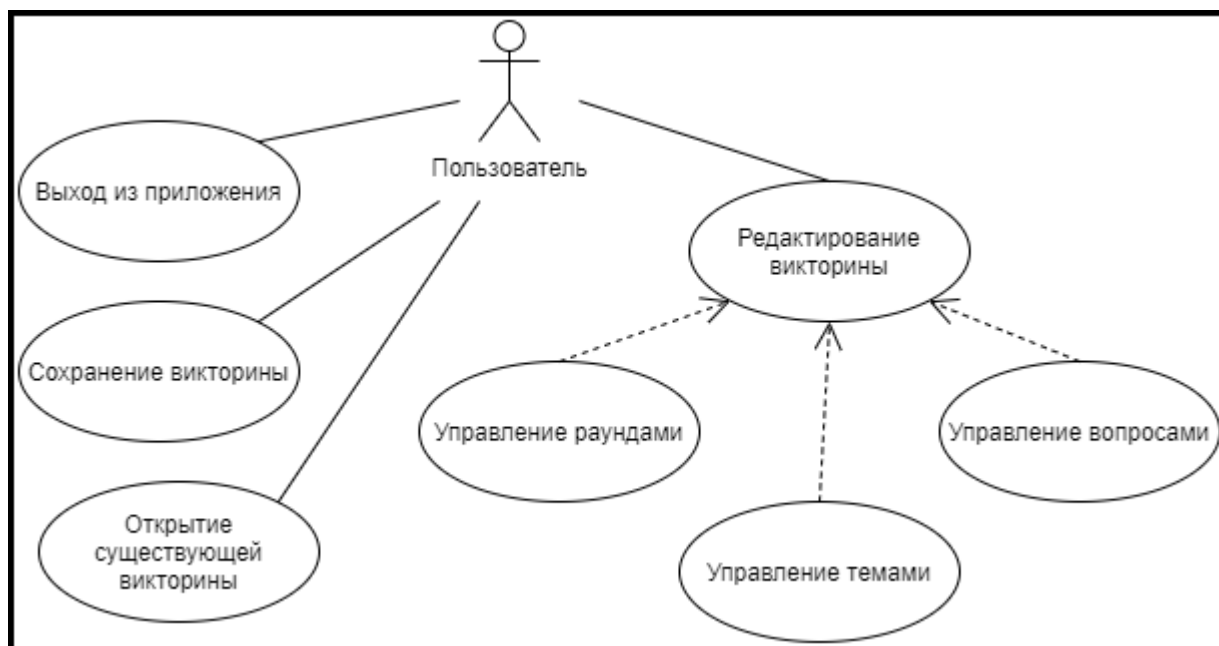 Пользователь
Выход из приложения
Редактирование
викторины
Сохранение викторины
Управление раундами
Управление вопросами
Открытие
существующей
викторины
Управление темами